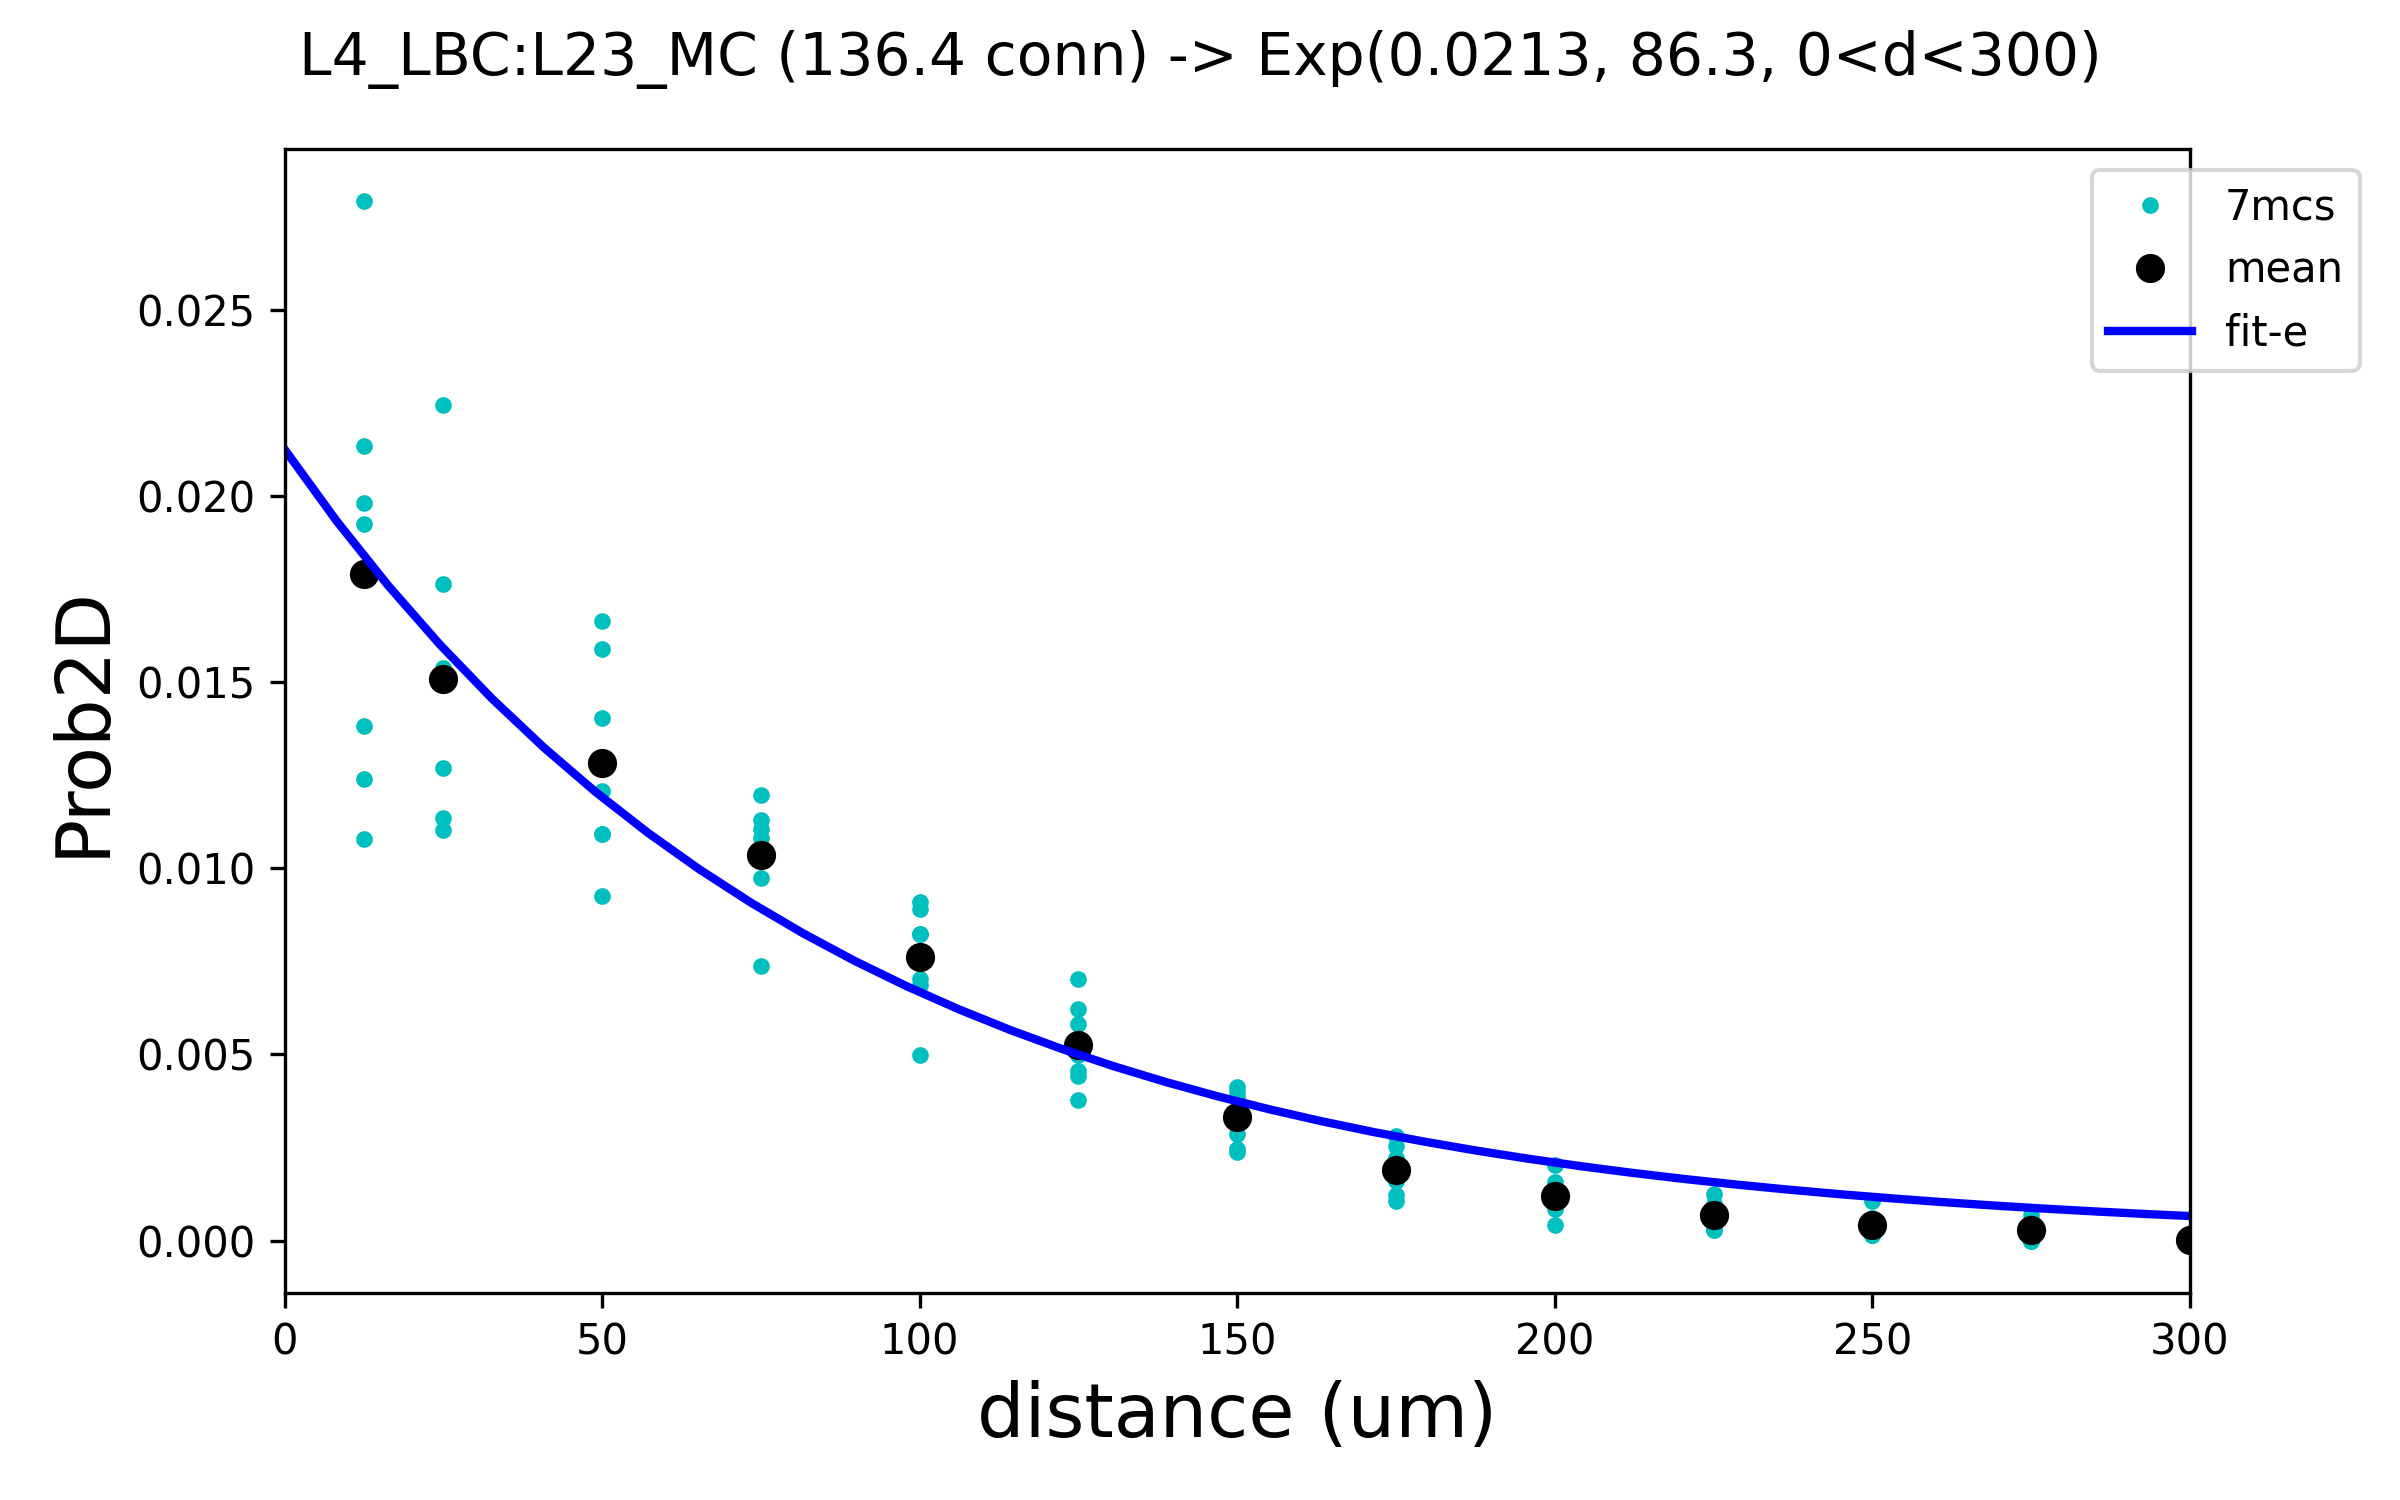 L4_LBC:L23_MC (136.4 conn) -> Exp(0.0213, 86.3, 0<d<300)
7mcs
mean
fit-e
Prob2D
0.025
0.020
0.015
0.010
0.005
0.000
0 50 100 150 200 250 300
distance (um)